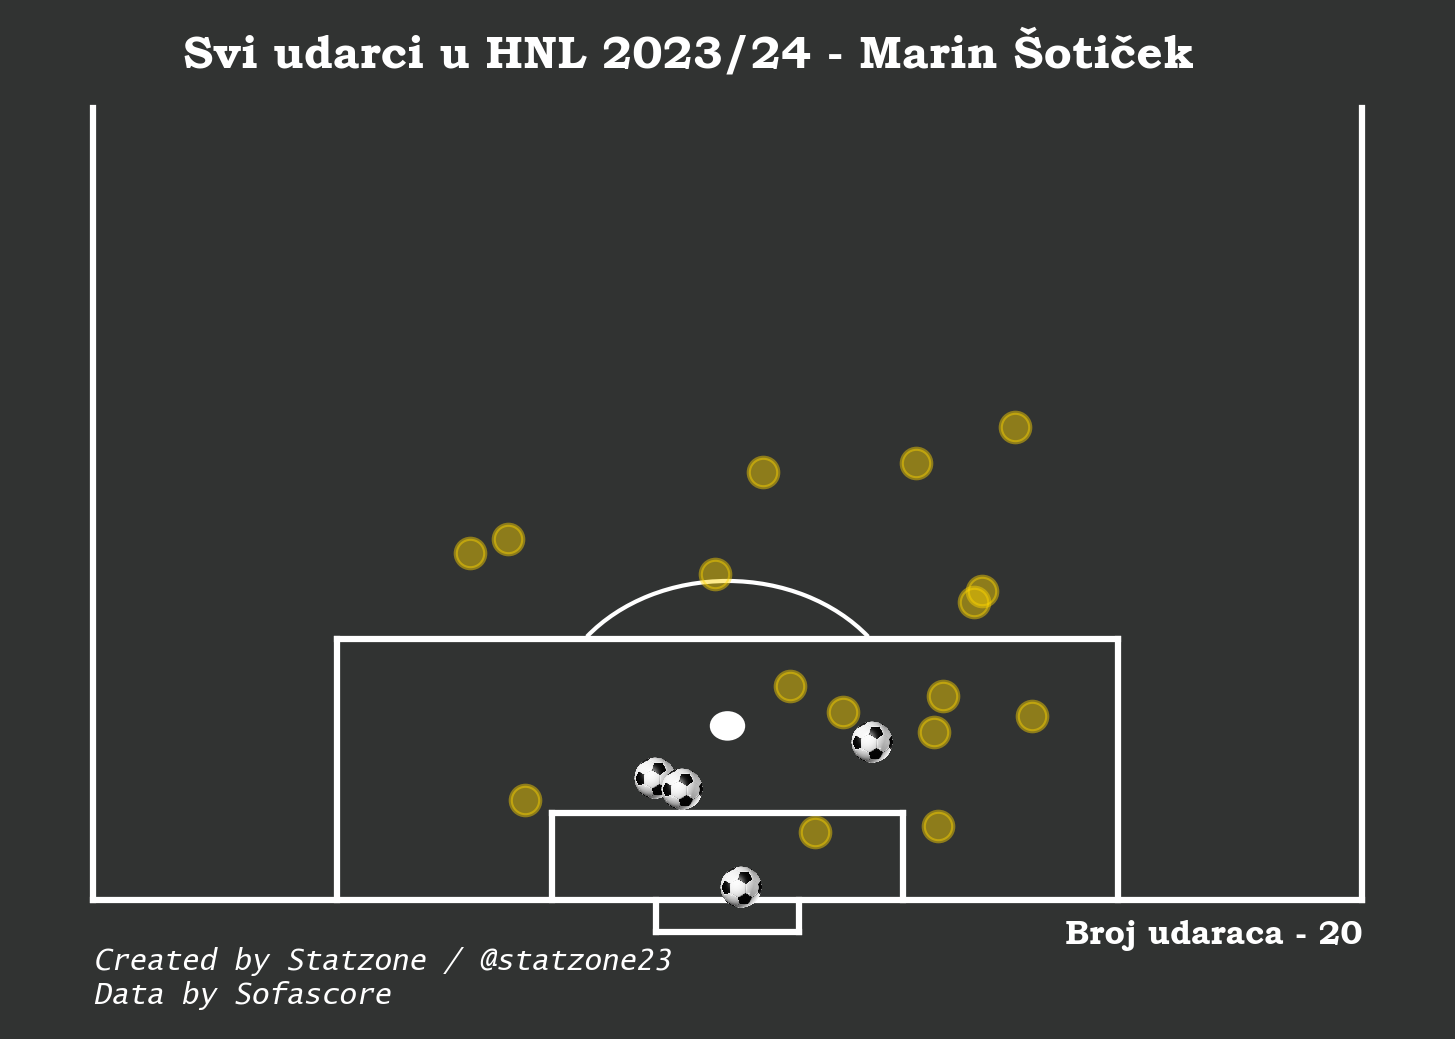 Svi udarci u HNL 2023/24 - Marin Šotiček
Broj udaraca - 20
Created by Statzone / @statzone23
Data by Sofascore